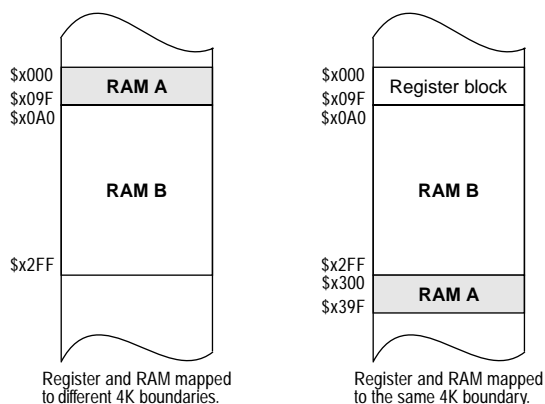 $x000
RAM A
$x09F
$x0A0
RAM B
$x2FF
Register and RAM mapped
to different 4K boundaries.
$x000
Register block
$x09F
$x0A0
RAM B
$x2FF
$x300
RAM A
$x39F
Register and RAM mapped
to the same 4K boundary.